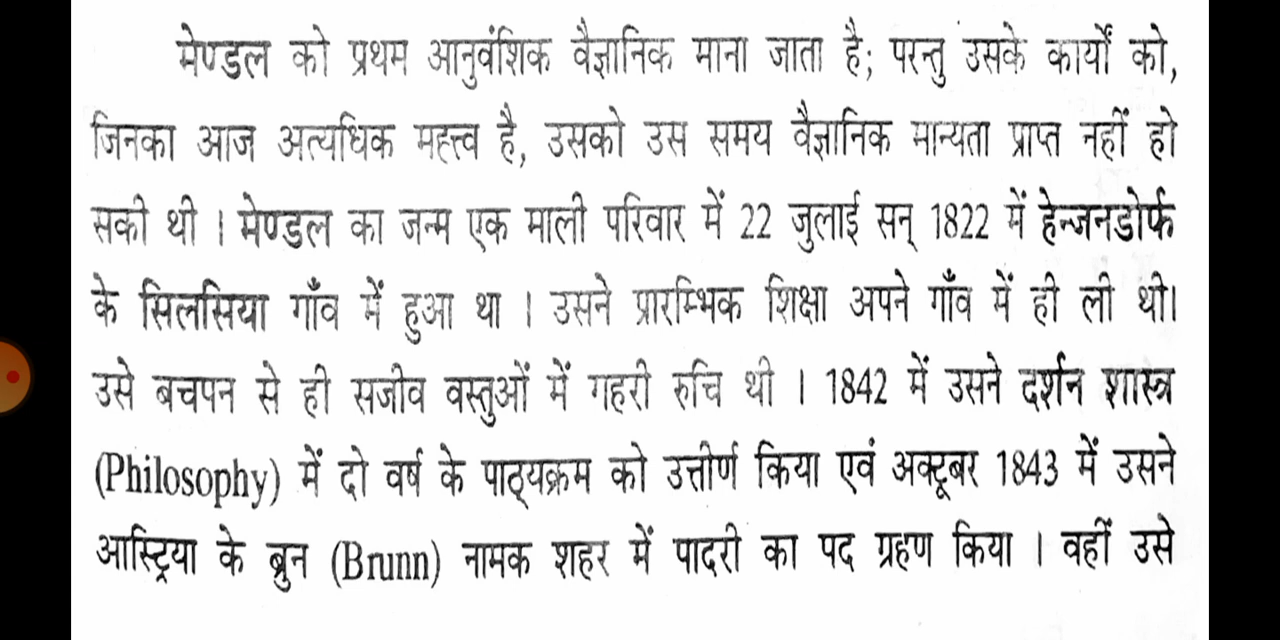 मेण्डल को प्रथम आनुवंशिक वैज्ञानिक माना जाता है; परन्तु उसके कार्यों को,
जिनका आज अत्यधिक महत्त्व है, उसको उस समय वैज्ञानिक मान्यता प्राप्त नहीं हो
सकी थी । मेण्डल का जन्म एक माली परिवार में 22 जुलाई सन् 1822 में हेन्जनडोर्फ
के सिलसिया गाँव में हुआ था । उसने प्रारम्भिक शिक्षा अपने गाँव में ही ली थी।
उसे बचपन से ही सजीव वस्तुओं में गहरी रुचि थी । 1842 में उसने दर्शन शास्त्र
(Philosophy) में दो वर्ष के पाठ्यक्रम को उत्तीर्ण किया एवं अक्टूबर 1843 में उसने
आस्ट्रिया के ब्रुन (Brunn) नामक शहर में पादरी का पद ग्रहण किया । वहीं उसे